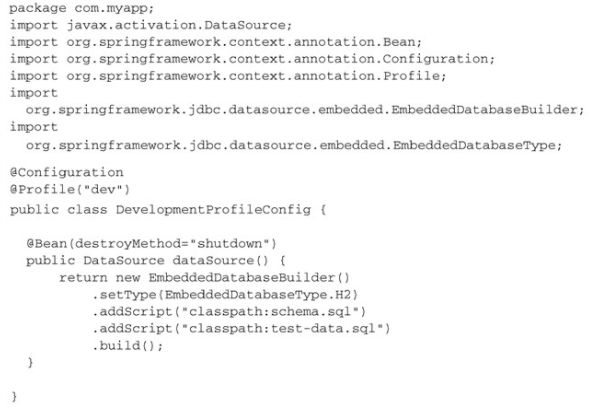 package com.myapp;
import javax.activation.DataSource;
import org.springframework.context.annotation.Bean;
import org.springframework.context.annotation.Configuration;
import org.springframework.context.annotation.Profile;
import
  org.springframework.jdbc.datasource.embedded.EmbeddedDatabaseBuilder;
import
  org.springframework.jdbc.datasource.embedded.EmbeddedDatabaseType;
@Configuration
@Profile("dev")
public class DevelopmentProfileConfig {
  @Bean(destroyMethod="shutdown")
  public DataSource dataSource() {
      return new EmbeddedDatabaseBuilder()
          .setType(EmbeddedDatabaseType.H2)
          .addScript("classpath:schema.sql")
          .addScript("classpath:test-data.sql")
          .build();
  }
}